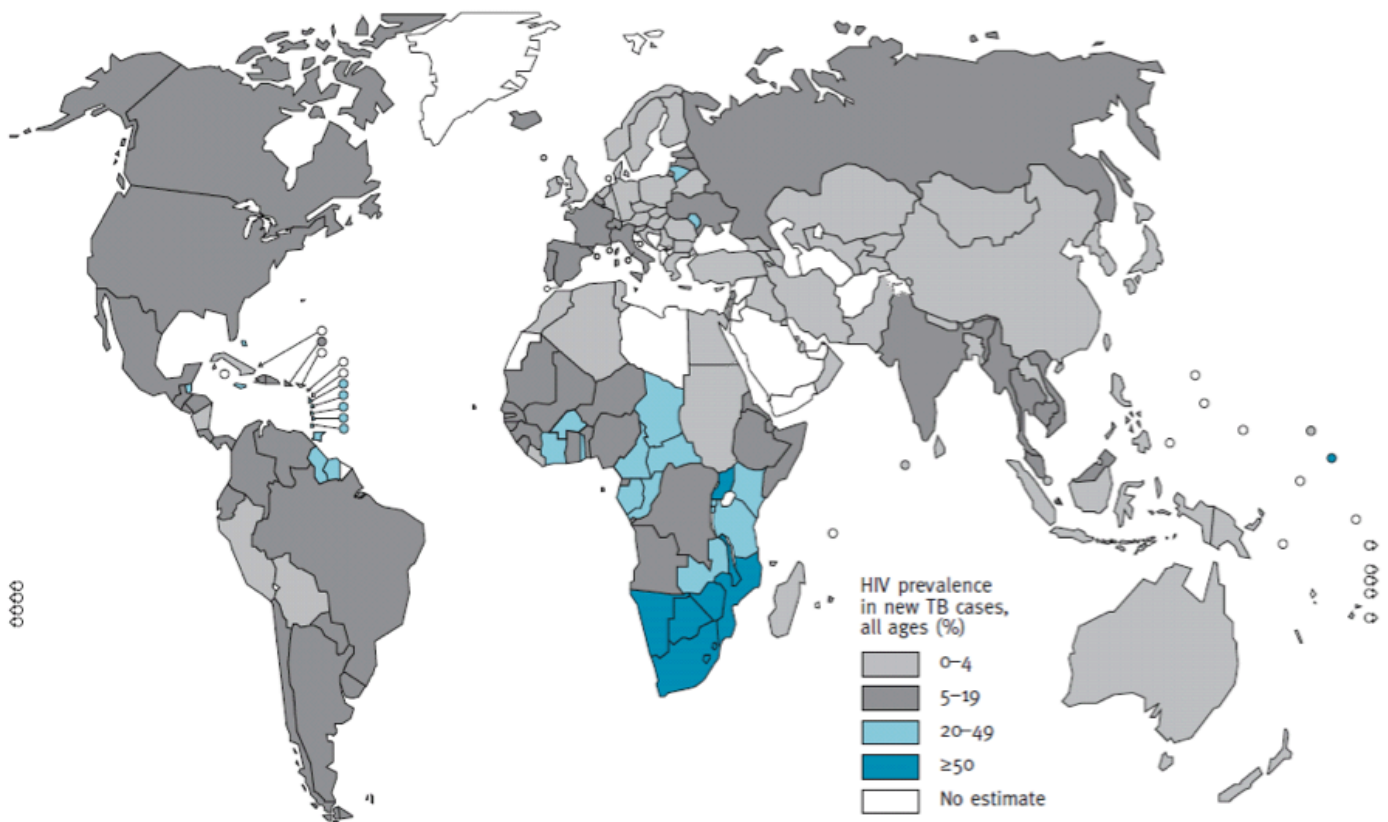 HIV prevalence
in new TB cases,
all ages (%)
0–4
5–19
20–49
≥50
No estimate